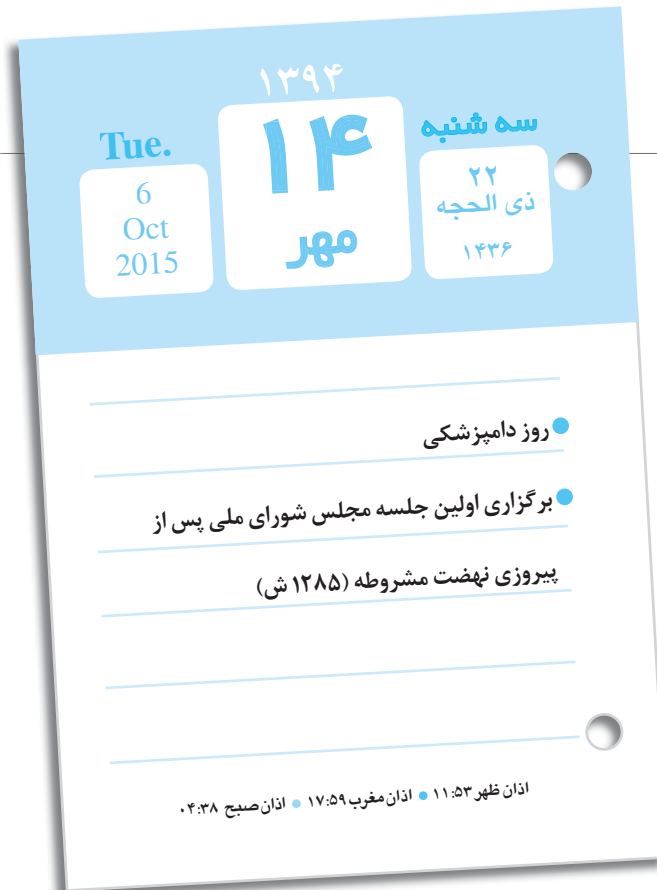 ۱۳۹۴
سه شنبه
۲۲
ذی الحجه
۱۴۳۶
۱۴
مهر
Tue.
6
Oct
2015
روز دامپزشکی
برگزاری اولین جلسه مجلس شورای ملی پس از
پیروزی نهضت مشروطه (۱۲۸۵ ش)
اذان ظهر ۱۱:۵۳ ● اذان مغرب ۱۷:۵۹ ● اذان صبح ۰۴:۳۸